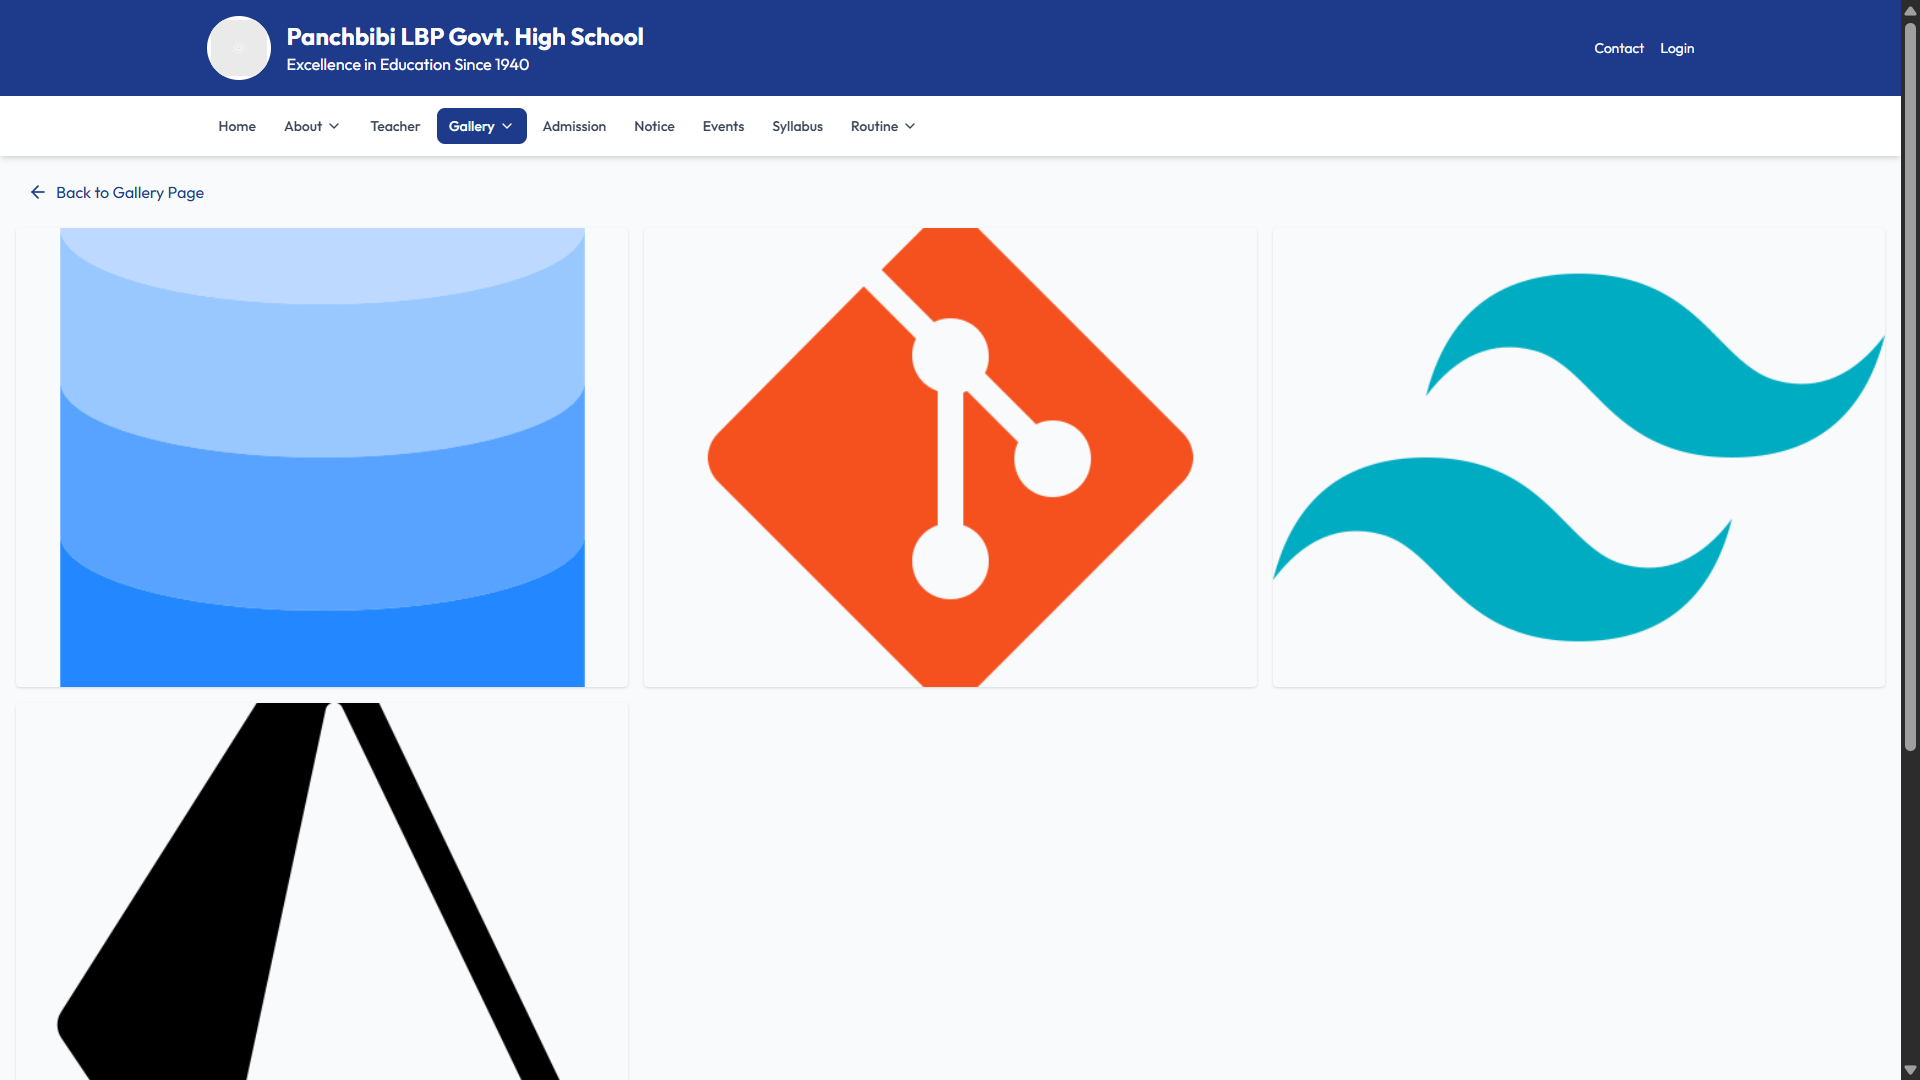 Panchbibi LBP Govt. High School
Excellence in Education Since 1940
Contact Login
Home About Teacher Gallery Admission Notice Events Syllabus Routine
Back to Gallery Page